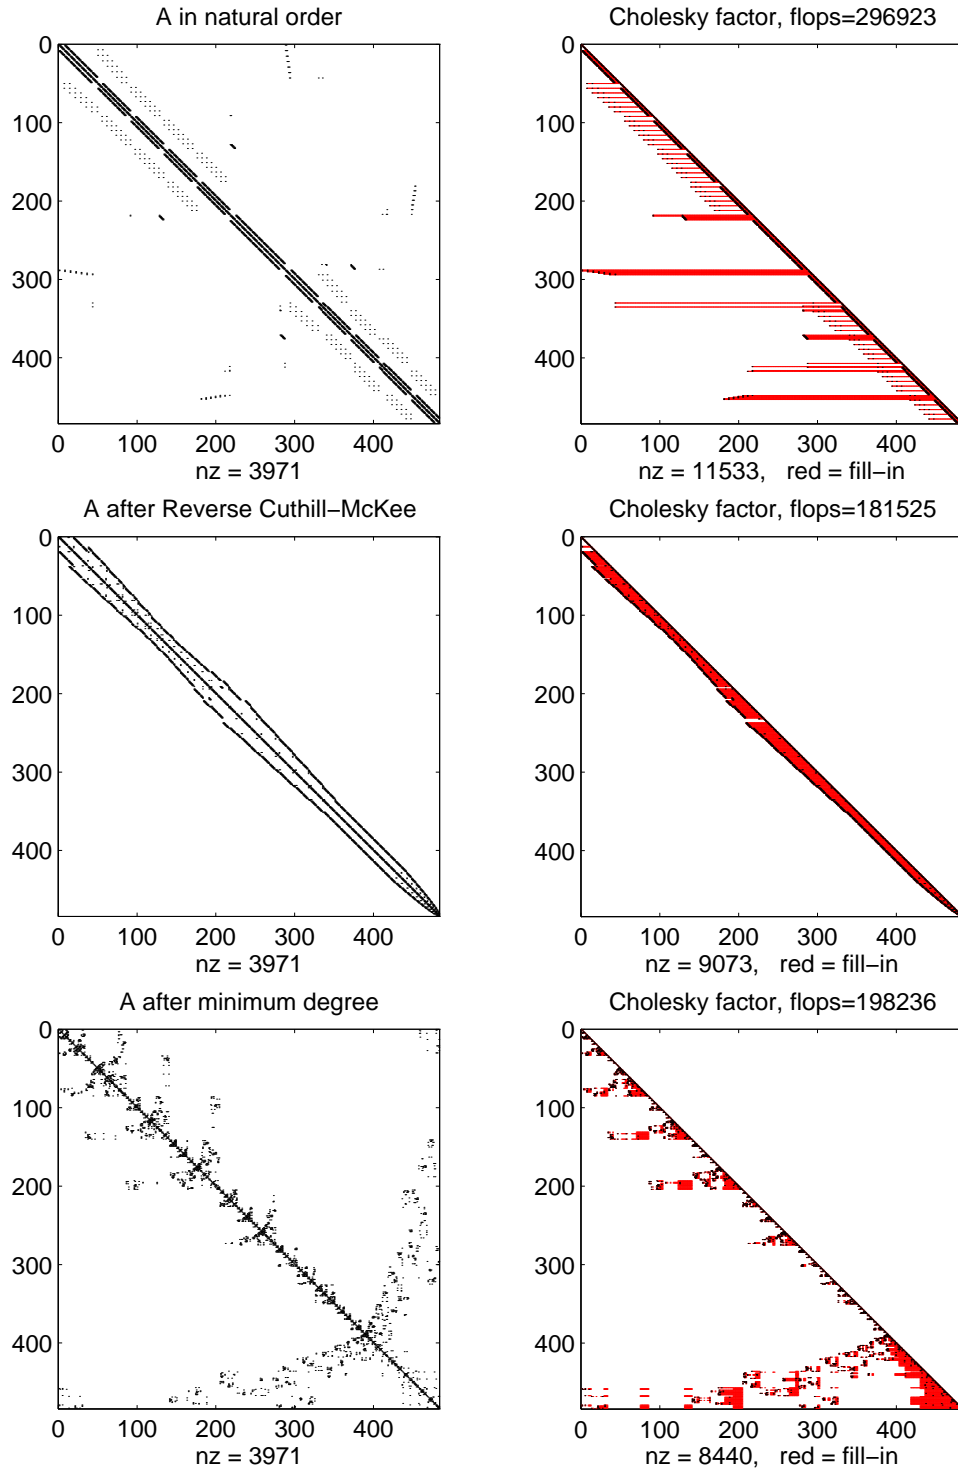 A in natural order
0
100
200
300
400
0 100 200 300 400
nz = 3971
Cholesky factor, flops=296923
0
100
200
300
400
0 100 200 300 400
nz = 11533, red = fill−in
A after Reverse Cuthill−McKee
0
100
200
300
400
0 100 200 300 400
nz = 3971
Cholesky factor, flops=181525
0
100
200
300
400
0 100 200 300 400
nz = 9073, red = fill−in
A after minimum degree
0
100
200
300
400
0 100 200 300 400
nz = 3971
Cholesky factor, flops=198236
0
100
200
300
400
0 100 200 300 400
nz = 8440, red = fill−in